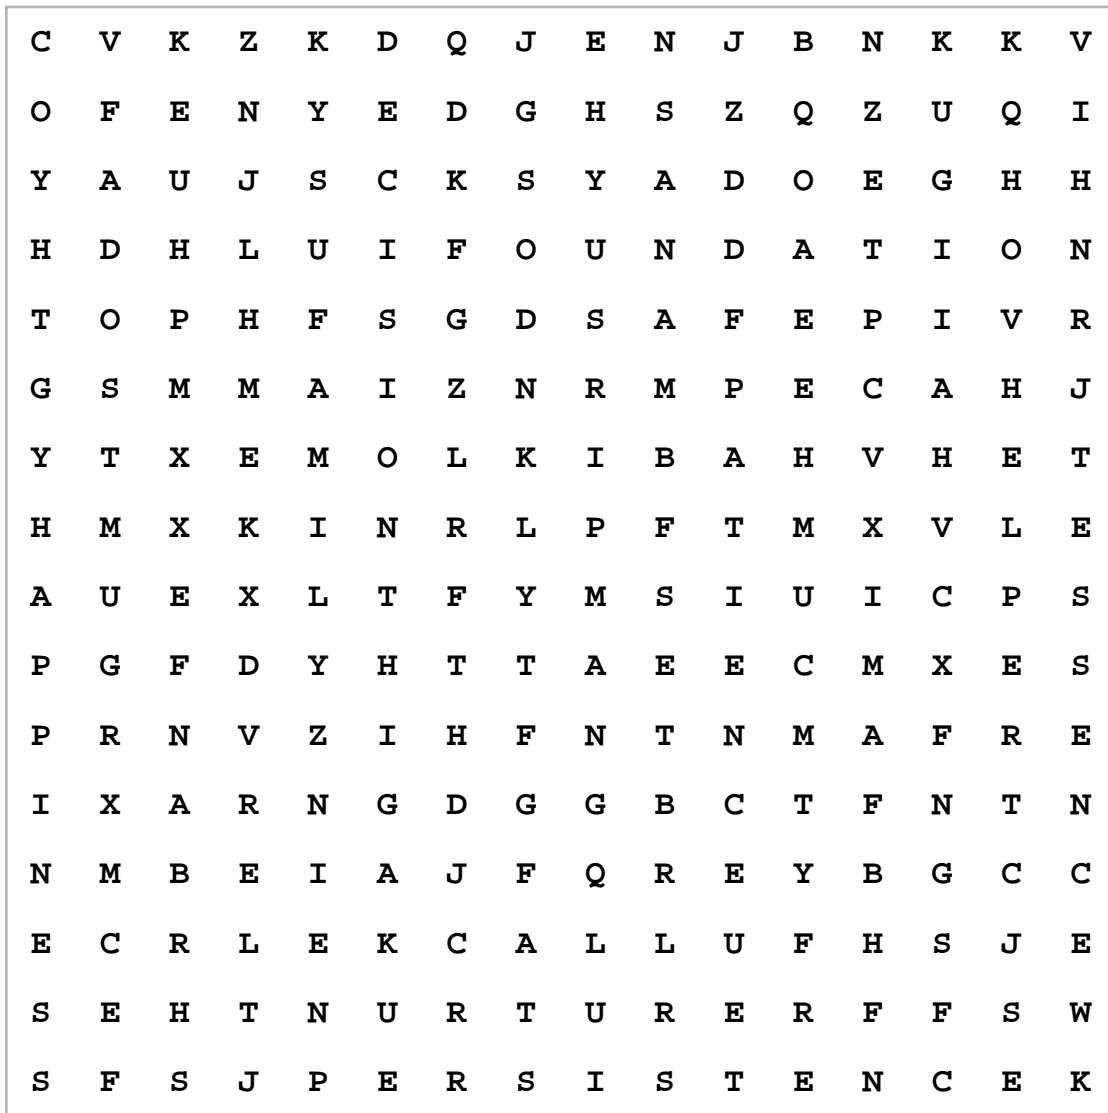 C V K Z K D Q J E N J B N K K V
O F E N Y E D G H S Z Q Z U Q I
Y A U J S C K S Y A D O E G H H
H D H L U I F O U N D A T I O N
T O P H F S G D S A F E P I V R
G S M M A I Z N R M P E C A H J
Y T X E M O L K I B A H V H E T
H M X K I N R L P F T M X V L E
A U E X L T F Y M S I U I C P S
P G F D Y H T T A E E C M X E S
P R N V Z I H F N T N M A F R E
I X A R N G D G G B C T F N T N
N M B E I A J F Q R E Y B G C C
E C R L E K C A L L U F H S J E
S E H T N U R T U R E R F F S W
S F S J P E R S I S T E N C E K